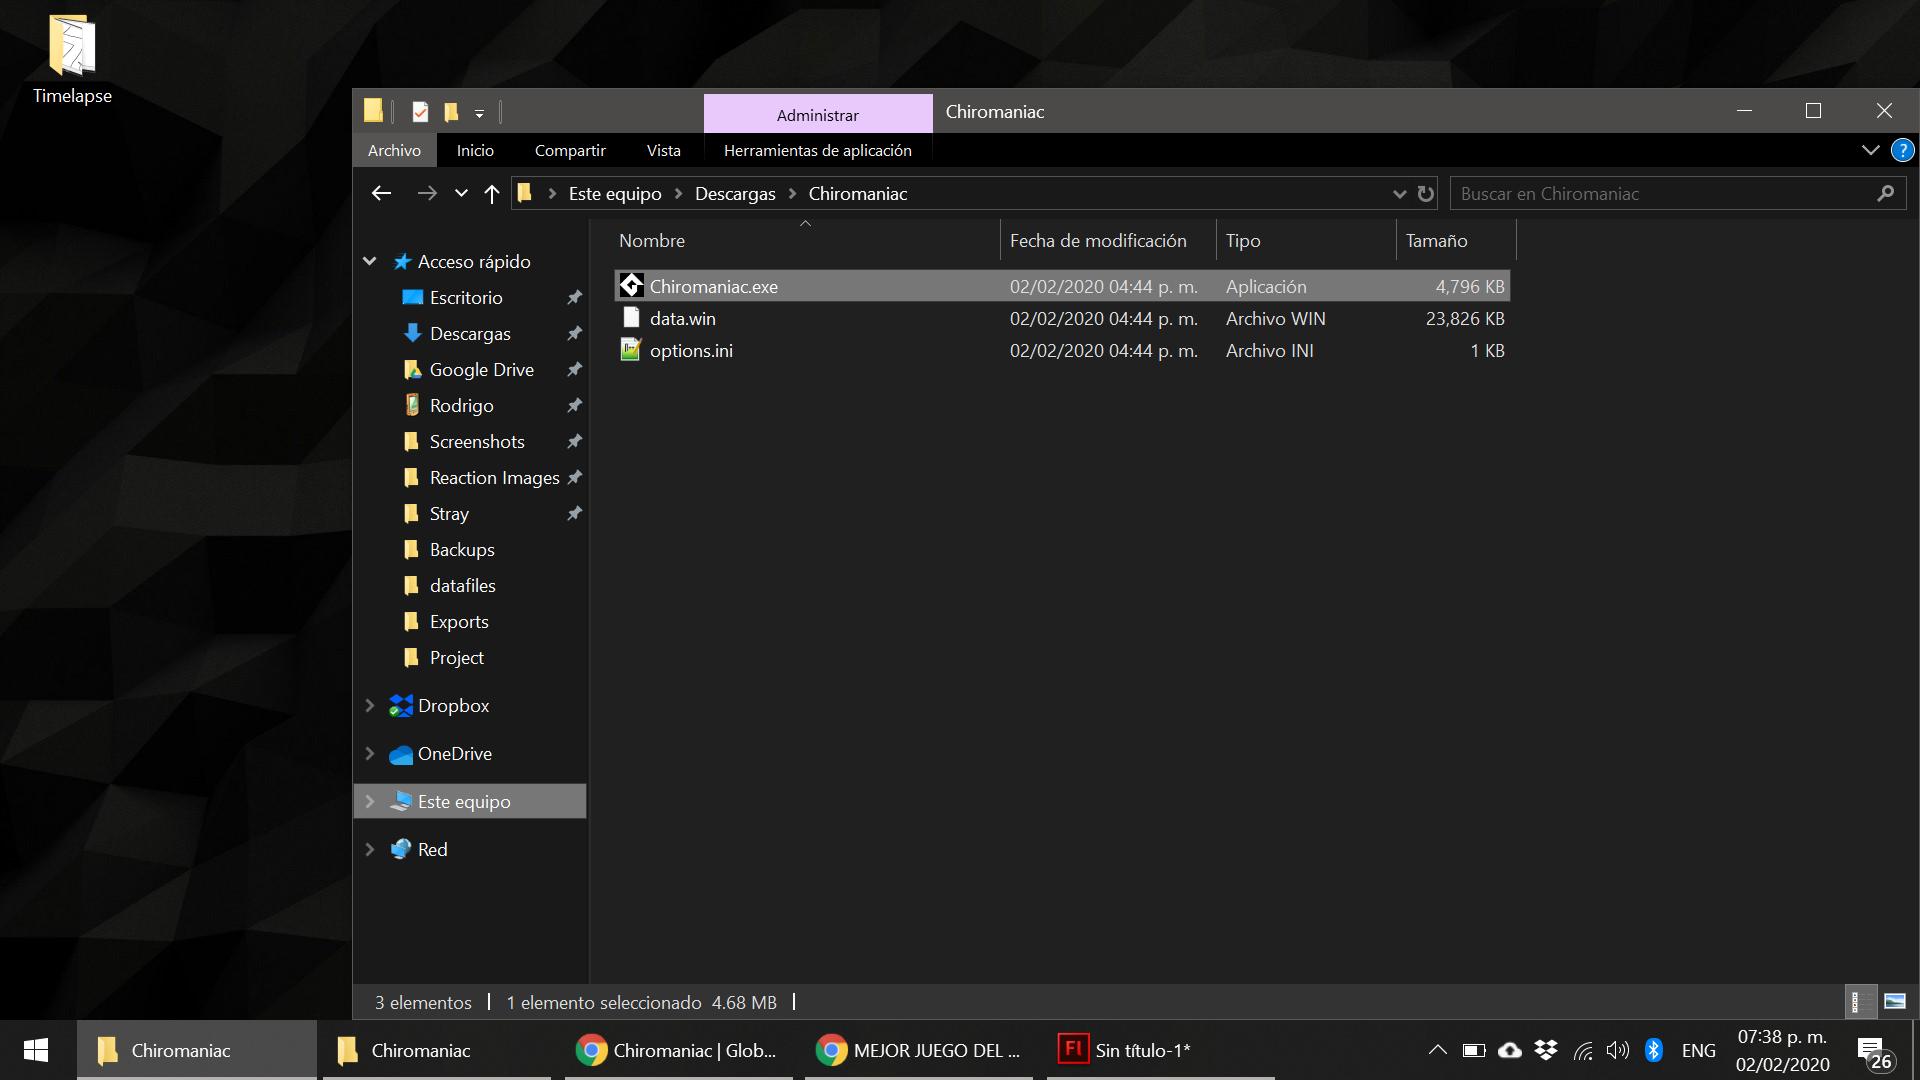 Timelapse
Administrar
Chiromaniac
Archivo
Inicio
Compartir
Vista
Herramientas de aplicación
?
Este equipo
Descargas
Chiromaniac
Buscar en Chiromaniac
Nombre
Fecha de modificación
Tipo
Tamaño
Chiromaniac.exe
02/02/2020 04:44 p. m.
Aplicación
4,796 KB
data.win
02/02/2020 04:44 p. m.
Archivo WIN
23,826 KB
options.ini
02/02/2020 04:44 p. m.
Archivo INI
1 KB
Acceso rápido
Escritorio
Descargas
Google Drive
Rodrigo
Screenshots
Reaction Images
Stray
Backups
datafiles
Exports
Project
Dropbox
OneDrive
Este equipo
Red
3 elementos
1 elemento seleccionado 4.68 MB
Chiromaniac
Chiromaniac
Chiromaniac | Glob...
MEJOR JUEGO DEL ...
Fl
Sin título-1*
ENG
07:38 p. m.
02/02/2020
26